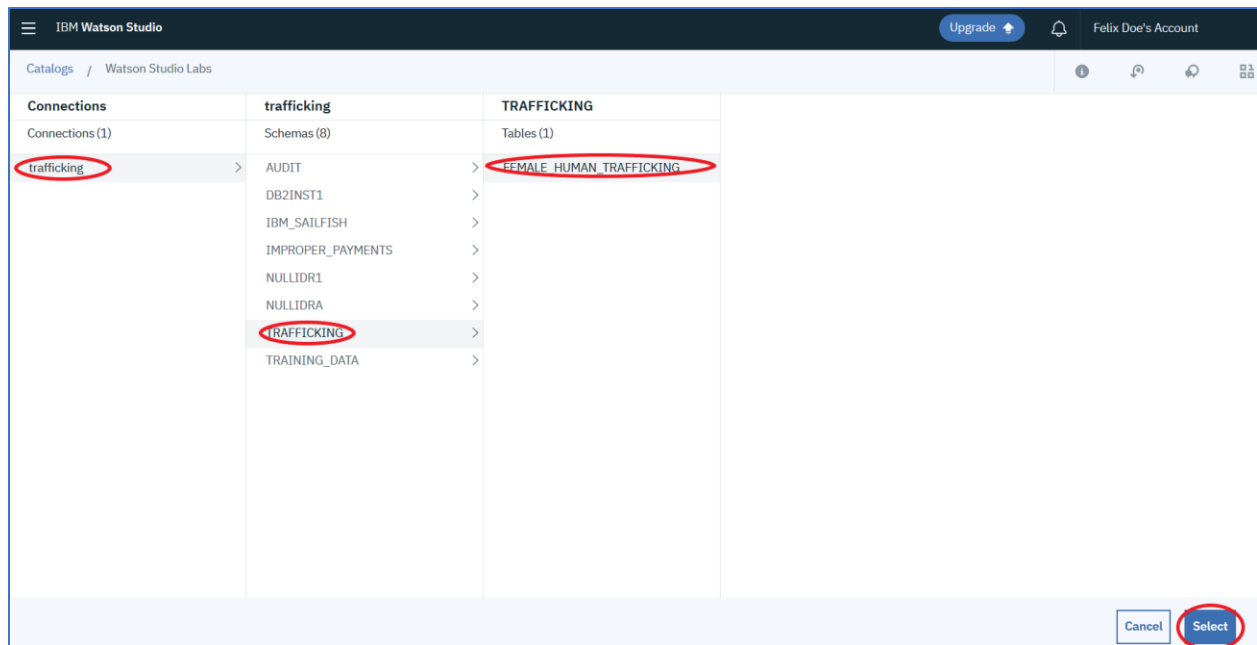 IBM Watson Studio
Upgrade
Felix Doe's Account
Catalogs / Watson Studio Labs
Connections
trafficking
TRAFFICKING
Connections (1)
Schemas (8)
Tables (1)
trafficking
AUDIT
FEMALE_HUMAN_TRAFFICKING
DB2INST1
IBM_SAILFISH
IMPROPER_PAYMENTS
NULLIDR1
NULLIDRA
TRAFFICKING
TRAINING_DATA
Cancel
Select